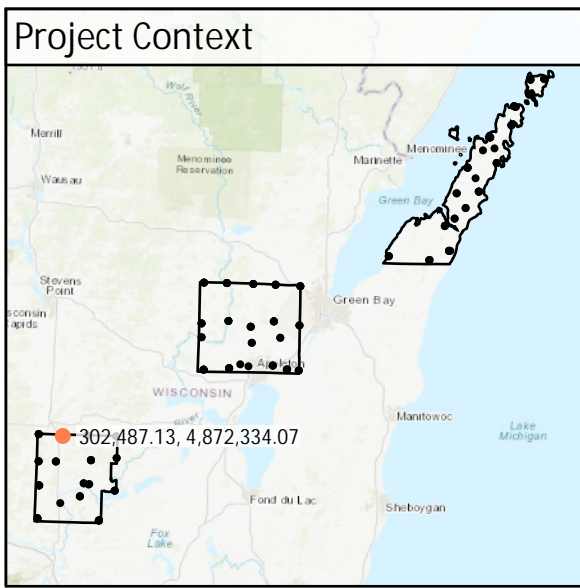 Project Context
Wolf
River
Merrill
Menominee
Menominee
Reservation
Marinette
Wausau
Green Bay
Stevens
Point
Green Bay
Appleton
WISCONSIN
River
Manitowoc
302,487.13, 4,872,334.07
Lake
Michigan
Fond du Lac
Sheboygan
Fox
Lake